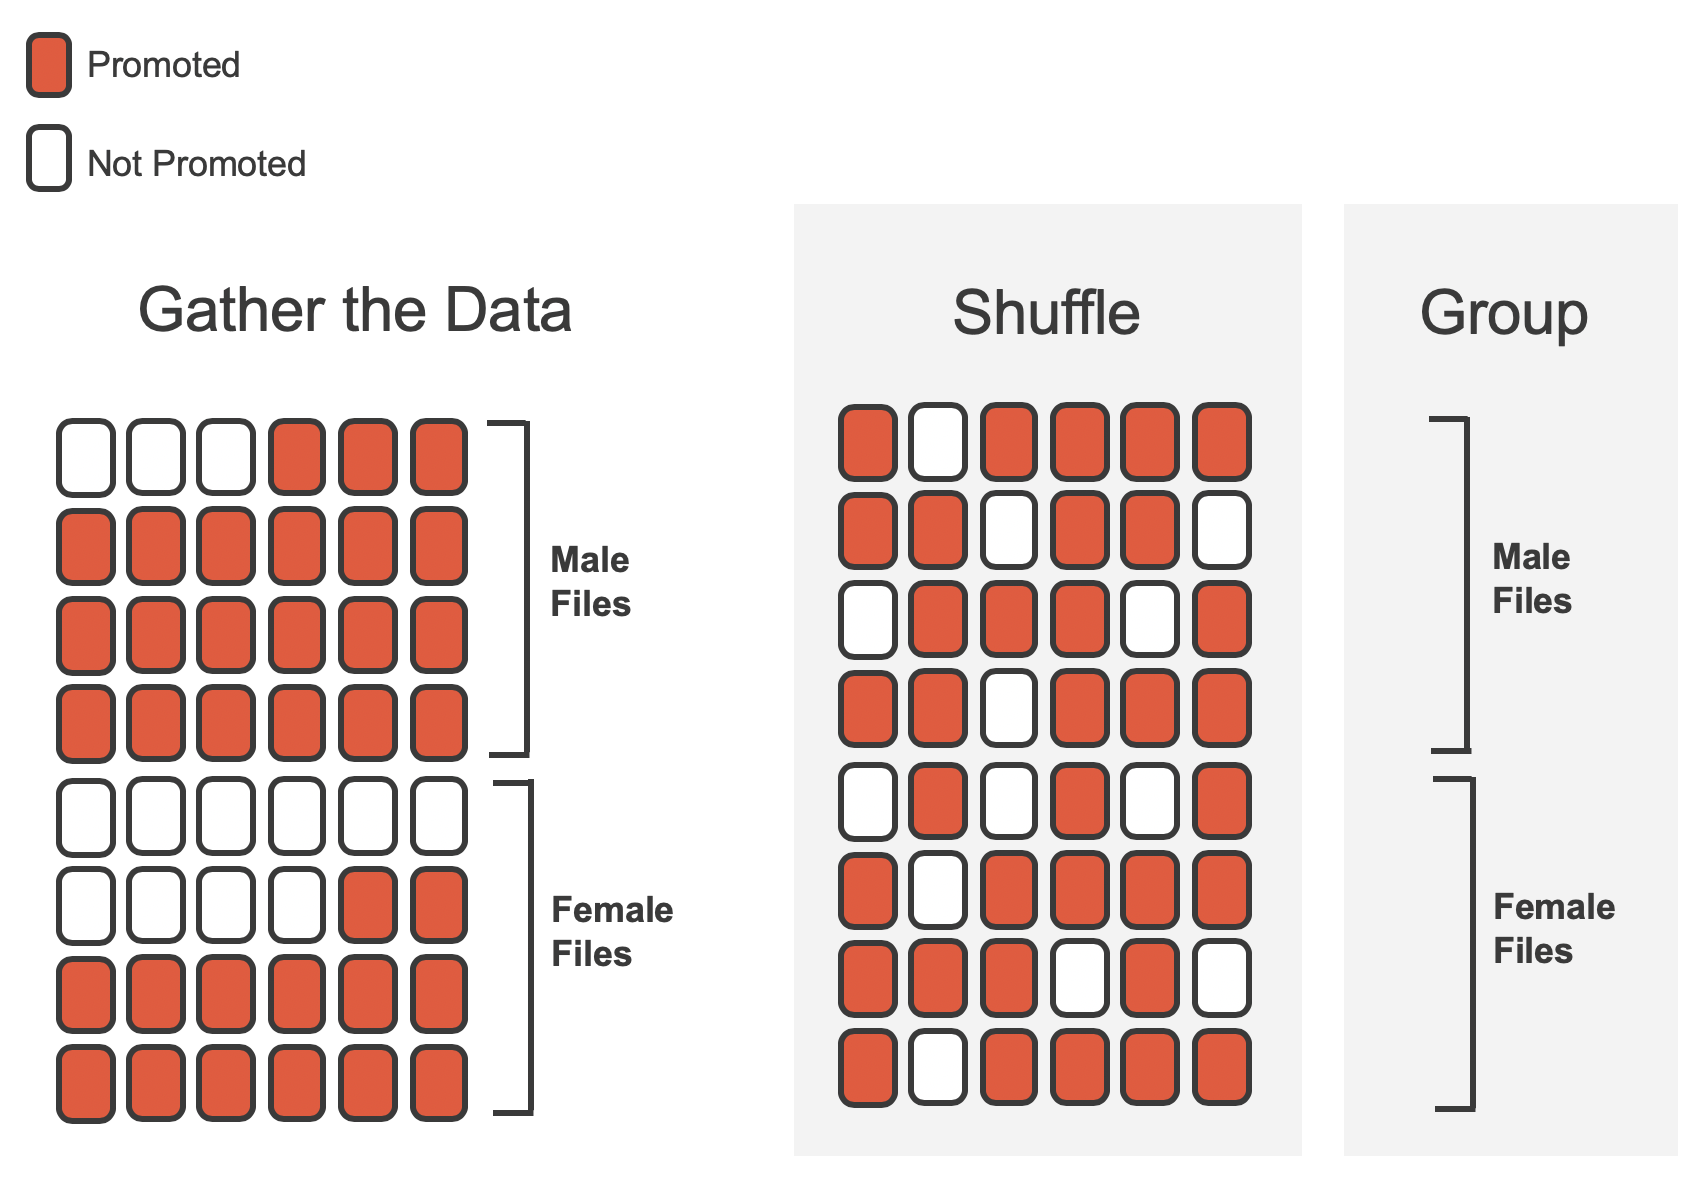 Promoted
Not Promoted
Gather the Data
Shuffle
Group
Male
Files
Male
Files
Female
Files
Female
Files